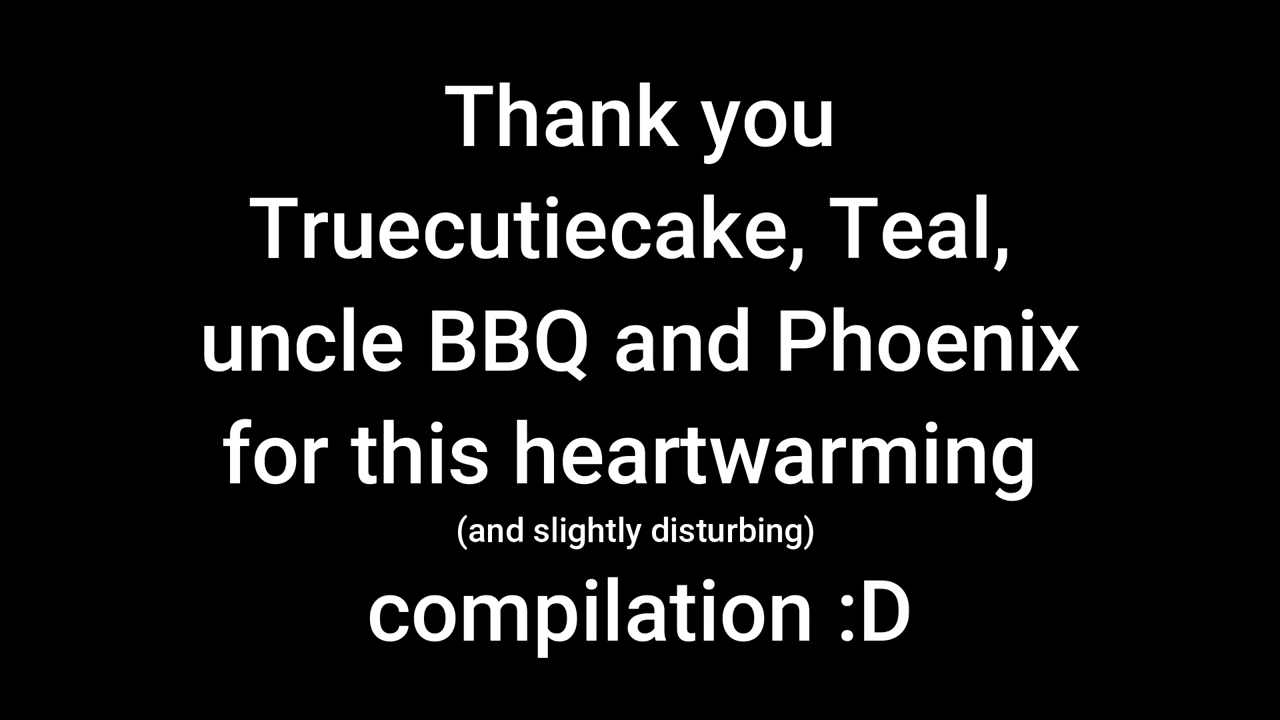 Thank you
Truecutiecake, Teal,
uncle BBQ and Phoenix
for this heartwarming
(and slightly disturbing)
compilation :D